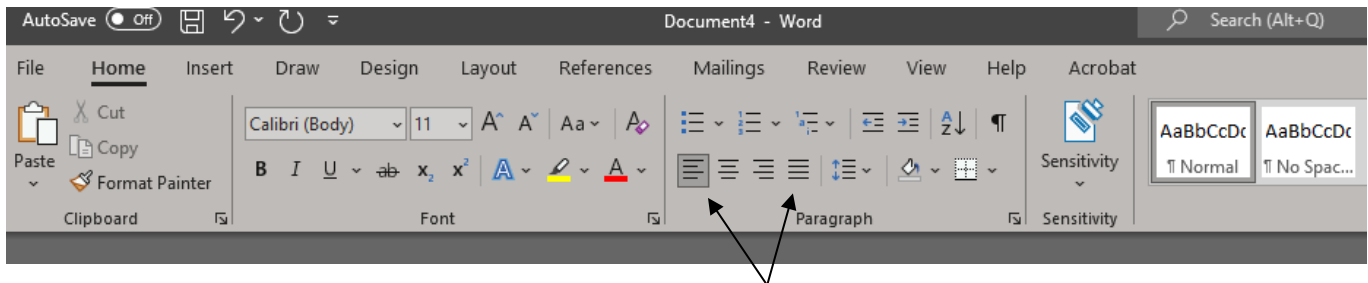 AutoSave Off Document4 - Word Search (Alt+Q)
File Home Insert Draw Design Layout References Mailings Review View Help Acrobat
Cut
Copy
Format Painter
Paste
Clipboard
Calibri (Body) 11 A A Aa A
B I U ab x₂ x² A A
Font
A Z ¶
Paragraph
Sensitivity
Sensitivity
AaBbCcDc AaBbCcDc
¶ Normal ¶ No Spac...